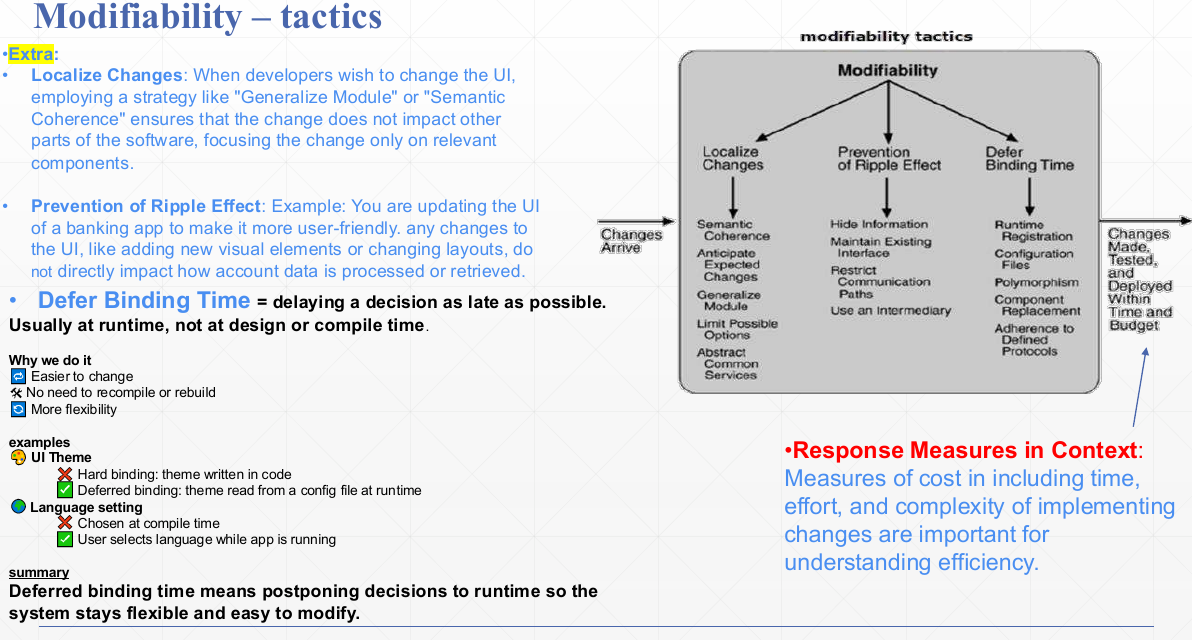 Modifiability – tactics
•Extra:
• Localize Changes: When developers wish to change the UI,
employing a strategy like "Generalize Module" or "Semantic
Coherence" ensures that the change does not impact other
parts of the software, focusing the change only on relevant
components.
• Prevention of Ripple Effect: Example: You are updating the UI
of a banking app to make it more user-friendly. any changes to
the UI, like adding new visual elements or changing layouts, do
not directly impact how account data is processed or retrieved.
• Defer Binding Time = delaying a decision as late as possible.
Usually at runtime, not at design or compile time.
Why we do it
🔁 Easier to change
🛠 No need to recompile or rebuild
🔄 More flexibility
examples
🎨 UI Theme
❌ Hard binding: theme written in code
✅ Deferred binding: theme read from a config file at runtime
🌍 Language setting
❌ Chosen at compile time
✅ User selects language while app is running
summary
Deferred binding time means postponing decisions to runtime so the
system stays flexible and easy to modify.
modifiability tactics
Modifiability
Localize
Changes
Prevention
of Ripple Effect
Defer
Binding Time
Changes
Arrive
Semantic
Coherence
Anticipate
Expected
Changes
Generalize
Module
Limit Possible
Options
Abstract
Common
Services
Hide Information
Maintain Existing
Interface
Restrict
Communication
Paths
Use an Intermediary
Runtime
Registration
Configuration
Files
Polymorphism
Component
Replacement
Adherence to
Defined
Protocols
Changes
Made,
Tested,
and
Deployed
Within
Time and
Budget
•Response Measures in Context:
Measures of cost in including time,
effort, and complexity of implementing
changes are important for
understanding efficiency.